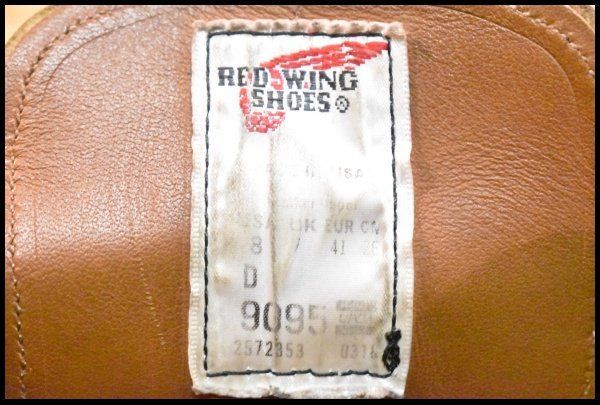 RED WING
SHOES®
USA
USA UK EUR CM
8 / 41 26
D
9095
2572353